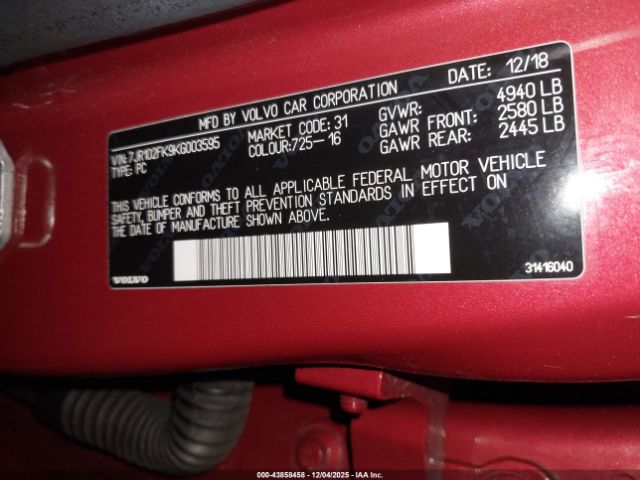 MFD BY VOLVO CAR CORPORATION DATE: 12/18
VIN:7JR102FK9KG003595 MARKET CODE: 31 GVWR: 4940 LB
TYPE: PC COLOUR:725-16 GAWR FRONT: 2580 LB
GAWR REAR: 2445 LB
THIS VEHICLE CONFORMS TO ALL APPLICABLE FEDERAL MOTOR VEHICLE
SAFETY, BUMPER AND THEFT PREVENTION STANDARDS IN EFFECT ON
THE DATE OF MANUFACTURE SHOWN ABOVE.
VOLVO 31416040
000-43858458 - 12/04/2025 - IAA Inc.